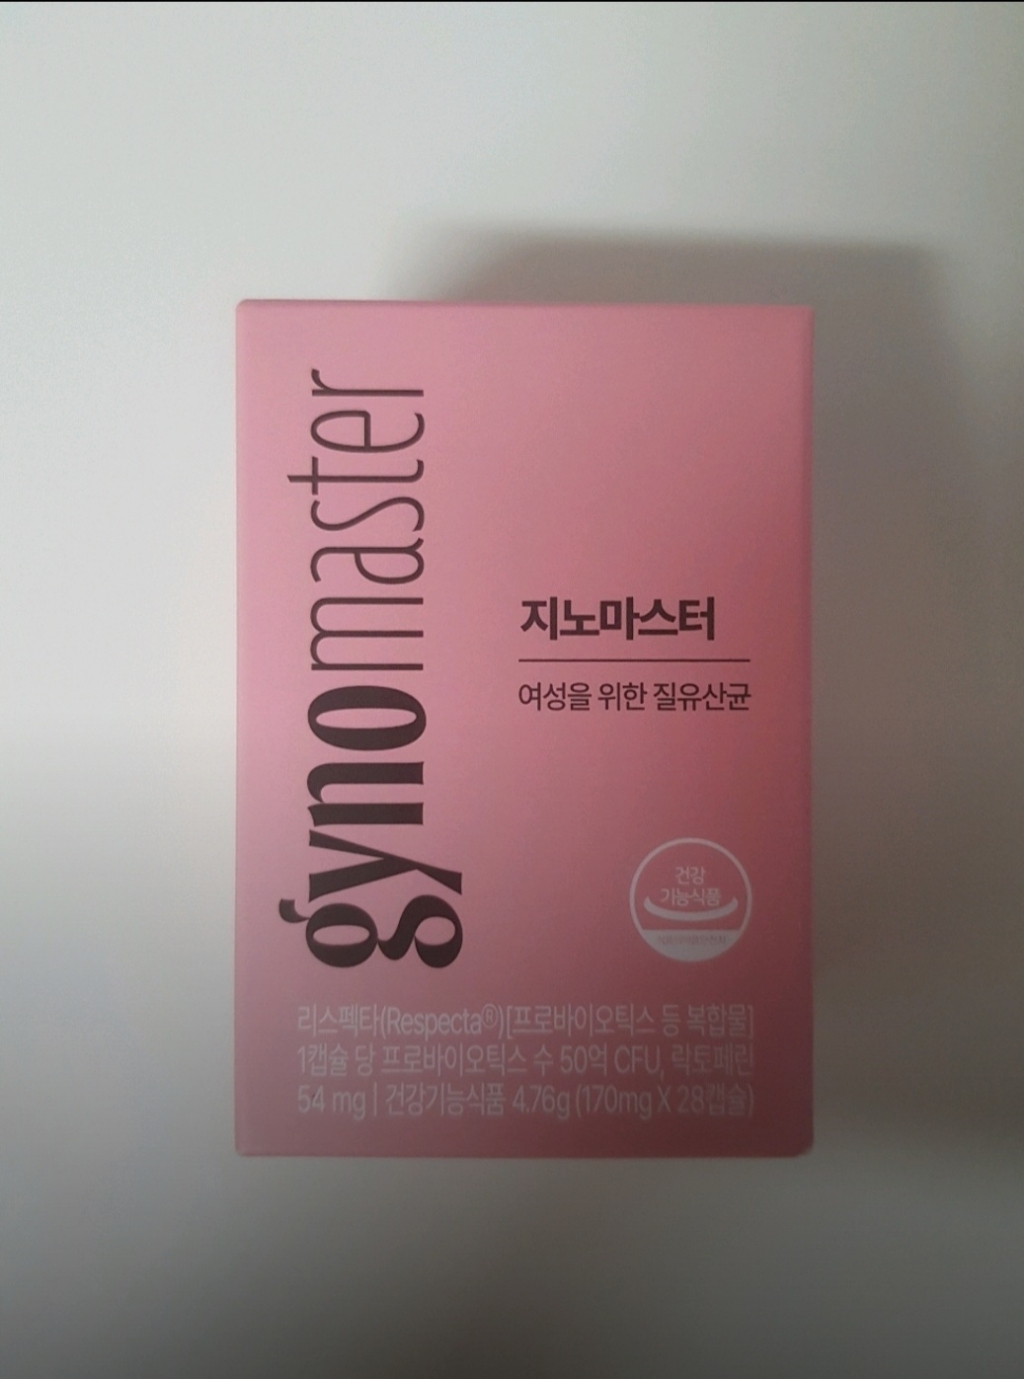 gynomaster
지노마스터
여성을 위한 질유산균
건강
기능식품
리스펙타(Respecta®)[프로바이오틱스 등 복합물]
1캡슐 당 프로바이오틱스 수 50억 CFU, 락토페린
54 mg | 건강기능식품 4.76g (170mg X 28캡슐)